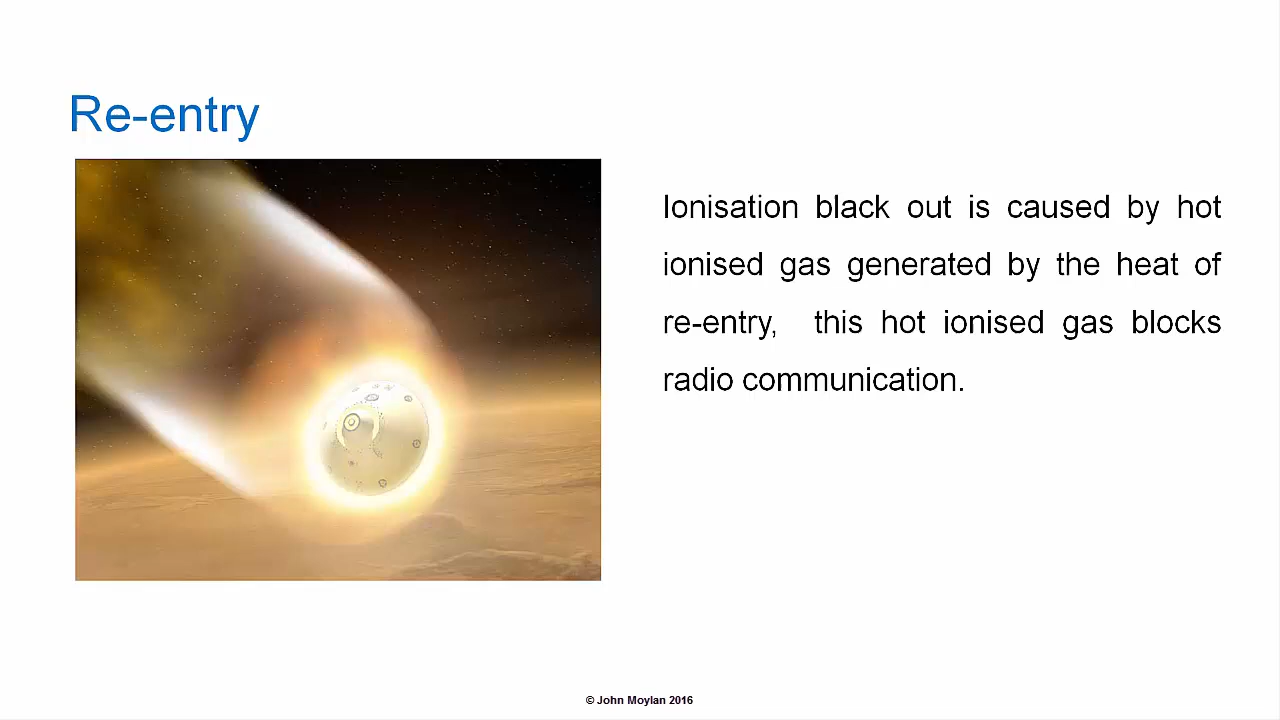 Re-entry
Ionisation black out is caused by hot
ionised gas generated by the heat of
re-entry, this hot ionised gas blocks
radio communication.
© John Moylan 2016